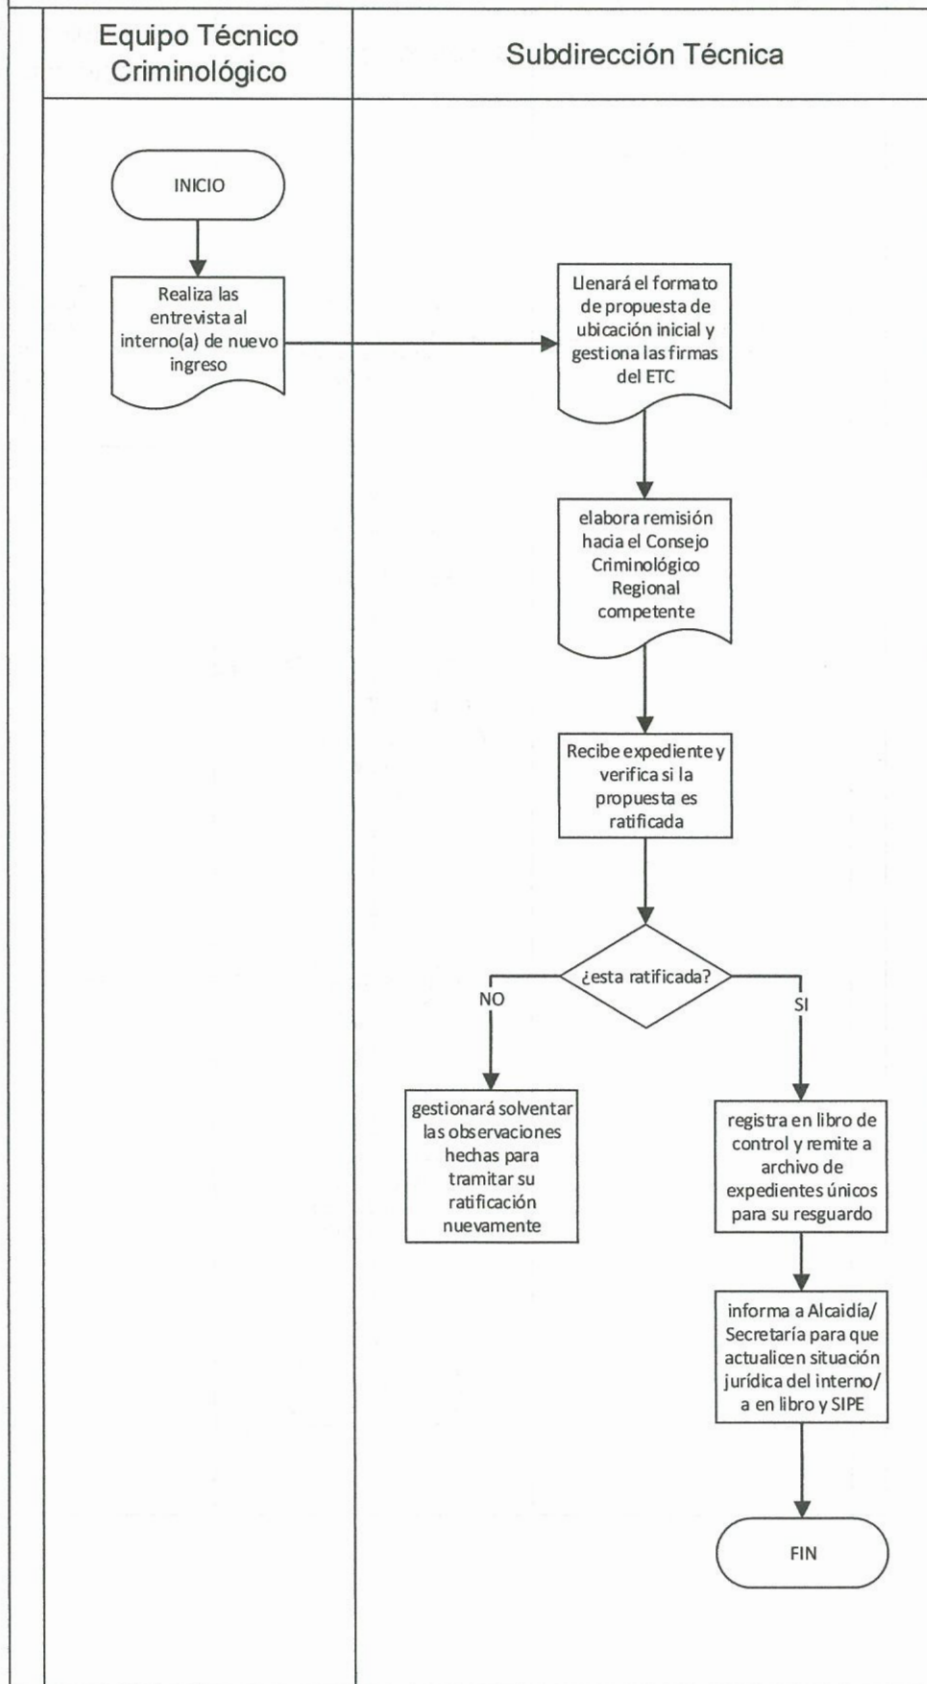 Equipo Técnico
Criminológico
Subdirección Técnica
INICIO
Realiza las
entrevista al
interno(a) de nuevo
ingreso
Llenará el formato
de propuesta de
ubicación inicial y
gestiona las firmas
del ETC
elabora remisión
hacia el Consejo
Criminológico
Regional
competente
Recibe expediente y
verifica si la
propuesta es
ratificada
¿esta ratificada?
NO
SI
gestionará solventar
las observaciones
hechas para
tramitar su
ratificación
nuevamente
registra en libro de
control y remite a
archivo de
expedientes únicos
para su resguardo
informa a Alcaidía/
Secretaría para que
actualicen situación
jurídica del interno/
a en libro y SIPE
FIN